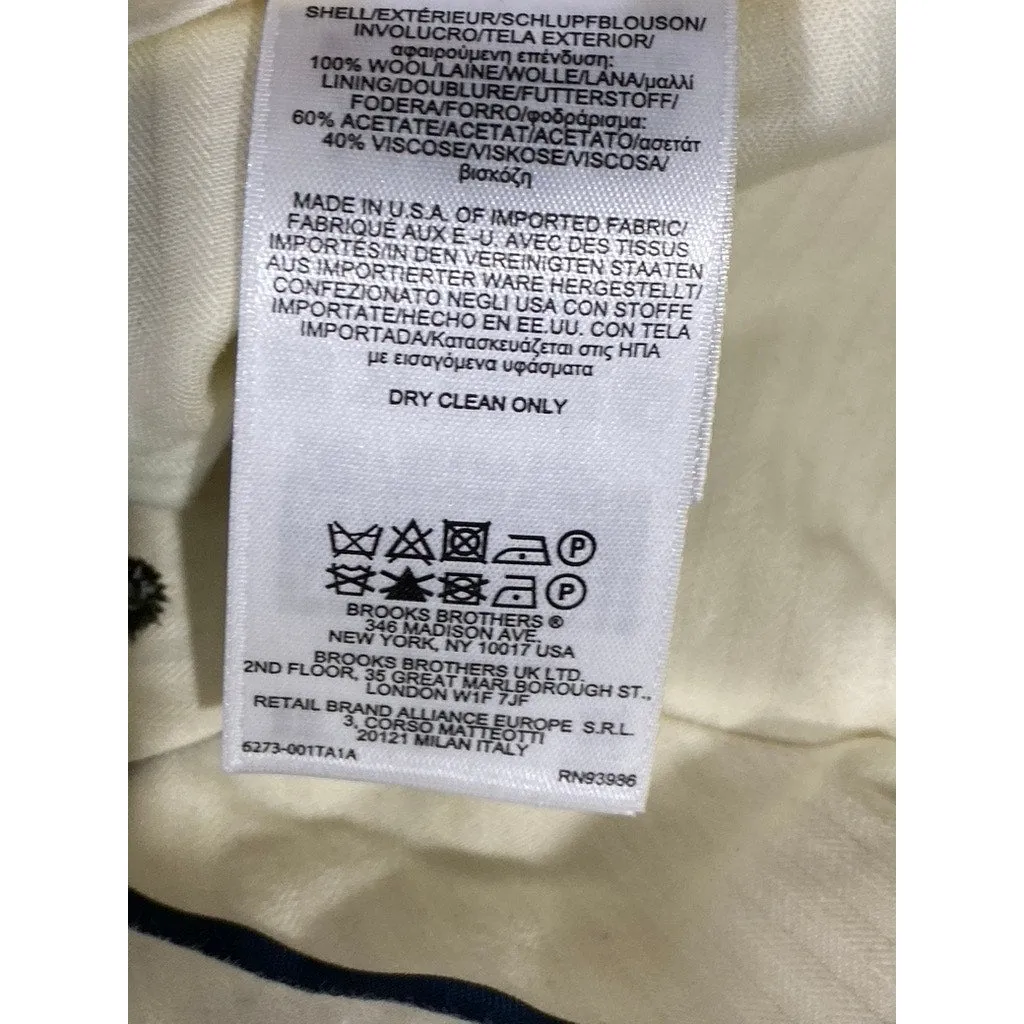 SHELL/EXTÉRIEUR/SCHLUPFBLOUSON/
INVOLUCRO/TELA EXTERIOR/
αφαιρούμενη επένδυση:
100% WOOL/LAINE/WOLLE/LANA/μαλλί
LINING/DOUBLURE/FUTTERSTOFF/
FODERA/FORRO/φοδράρισμα:
60% ACETATE/ACETAT/ACETATO/ασετάτ
40% VISCOSE/VISKOSE/VISCOSA/
βισκόζη
MADE IN U.S.A. OF IMPORTED FABRIC/
FABRIQUÉ AUX E.-U. AVEC DES TISSUS
IMPORTÉS/IN DEN VEREINIGTEN STAATEN
AUS IMPORTIERTER WARE HERGESTELLT/
CONFEZIONATO NEGLI USA CON STOFFE
IMPORTATE/HECHO EN EE.UU. CON TELA
IMPORTADA/Κατασκευάζεται στις ΗΠΑ
με εισαγόμενα υφάσματα
DRY CLEAN ONLY
P
P
BROOKS BROTHERS ®
346 MADISON AVE.
NEW YORK, NY 10017 USA
BROOKS BROTHERS UK LTD.
2ND FLOOR, 35 GREAT MARLBOROUGH ST.,
LONDON W1F 7JF
RETAIL BRAND ALLIANCE EUROPE S.R.L.
3, CORSO MATTEOTTI
20121 MILAN ITALY
6273-001TA1A
RN93986